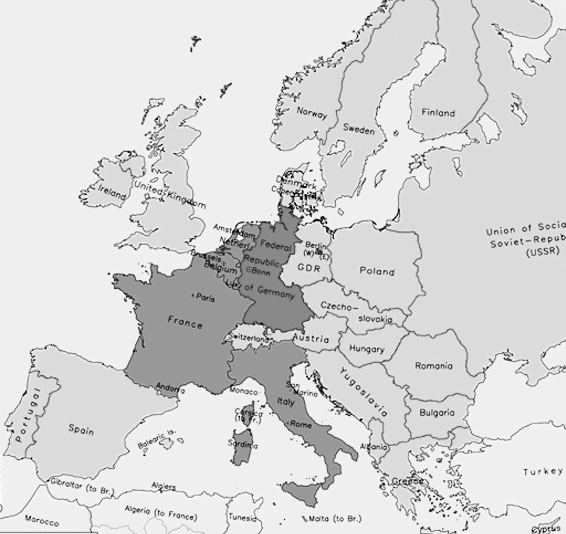 Norway
Sweden
Finland
Denmark
Ireland
United Kingdom
Union of Socia
Soviet-Repub
(USSR)
Amsterdam
Netherl.
Brussels
Belgium
Lux.
Federal
Republic
Bonn
of Germany
Berlin
(W) (E)
GDR
Poland
Paris
France
Czecho-
slovakia
Switzerland
Austria
Hungary
Romania
Yugoslavia
Bulgaria
Andorra
Monaco
San
Marino
Italy
Corsica
(to Fr.)
Rome
Sardinia
Albania
Greece
Portugal
Spain
Balearic Is.
Turkey
Gibraltar (to Br.)
Algiers
Morocco
Algeria (to France)
Tunesia
Malta (to Br.)
Cyprus